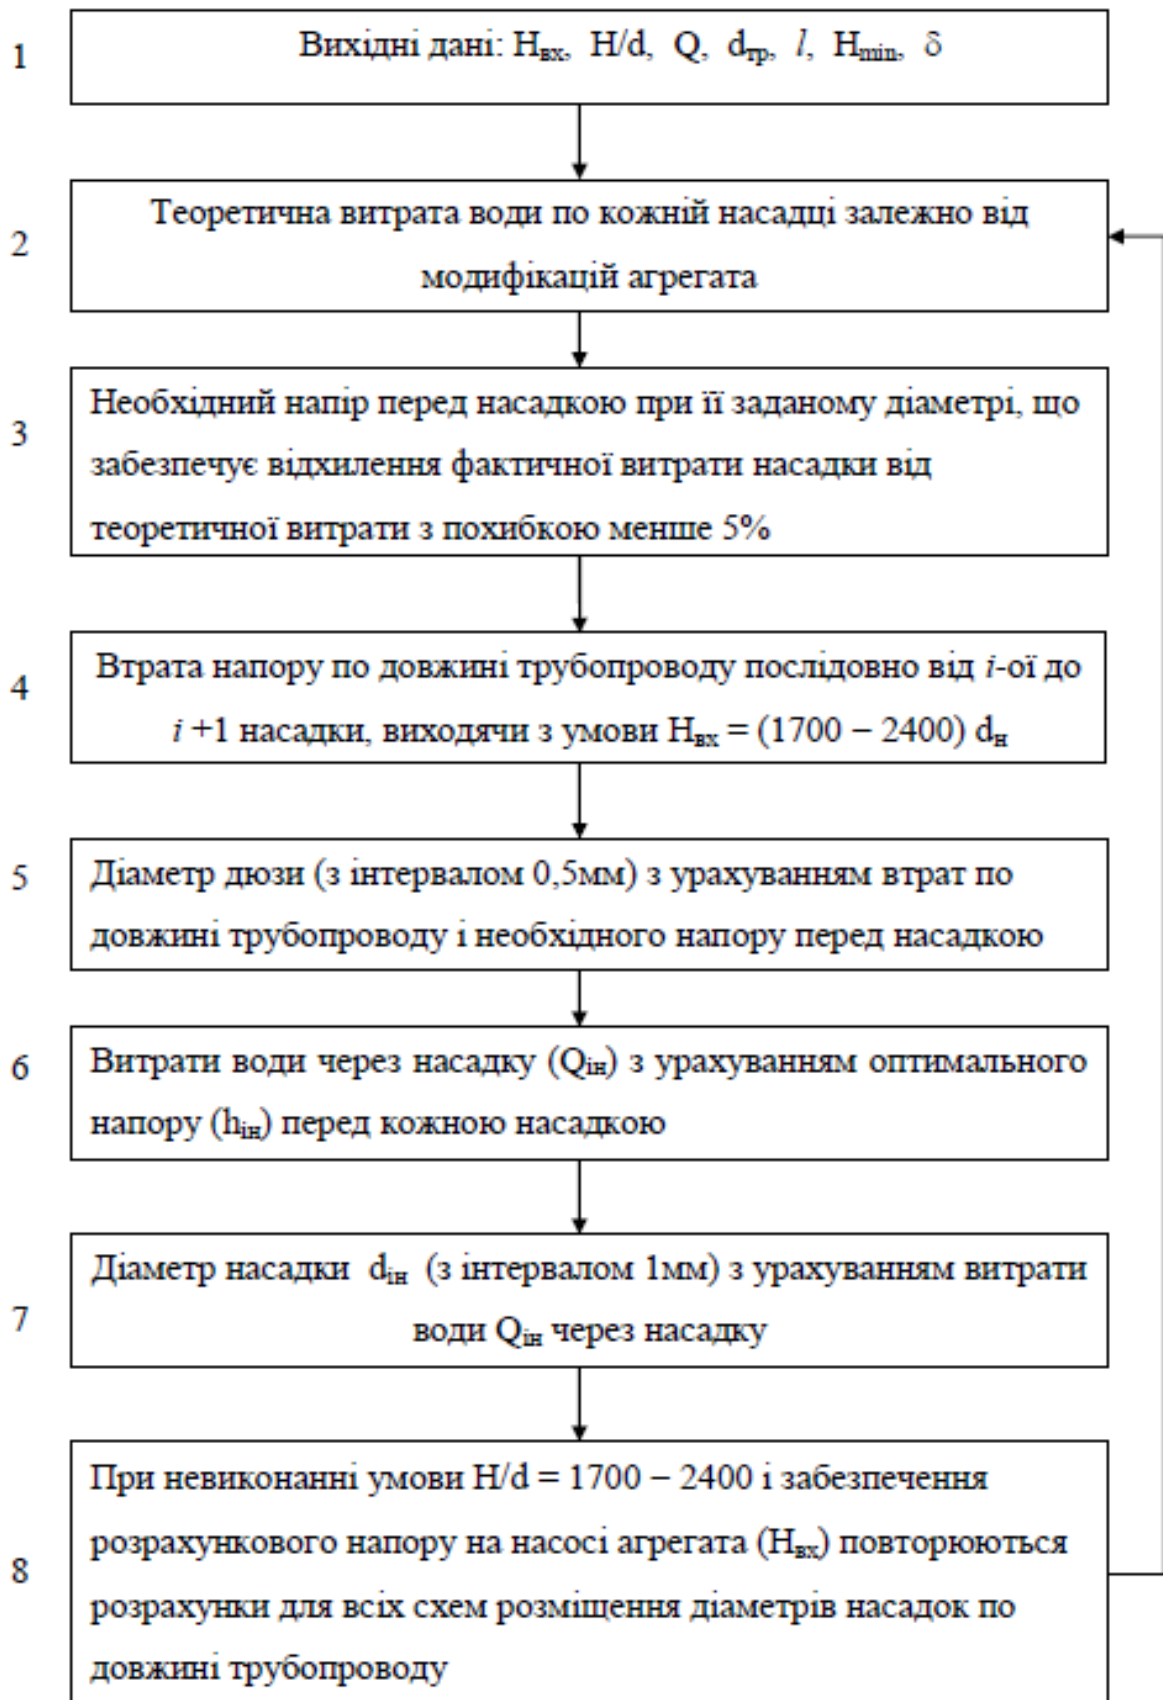 1
Вихідні дані: Hвх, H/d, Q, dтр, l, Hmin, δ
2
Теоретична витрата води по кожній насадці залежно від
модифікацій агрегата
3
Необхідний напір перед насадкою при її заданому діаметрі, що
забезпечує відхилення фактичної витрати насадки від
теоретичної витрати з похибкою менше 5%
4
Втрата напору по довжині трубопроводу послідовно від i-ої до
i +1 насадки, виходячи з умови Hвх = (1700 – 2400) dн
5
Діаметр дюзи (з інтервалом 0,5мм) з урахуванням втрат по
довжині трубопроводу і необхідного напору перед насадкою
6
Витрати води через насадку (Qін) з урахуванням оптимального
напору (hін) перед кожною насадкою
7
Діаметр насадки dін (з інтервалом 1мм) з урахуванням витрати
води Qін через насадку
8
При невиконанні умови H/d = 1700 – 2400 і забезпечення
розрахункового напору на насосі агрегата (Hвх) повторюються
розрахунки для всіх схем розміщення діаметрів насадок по
довжині трубопроводу